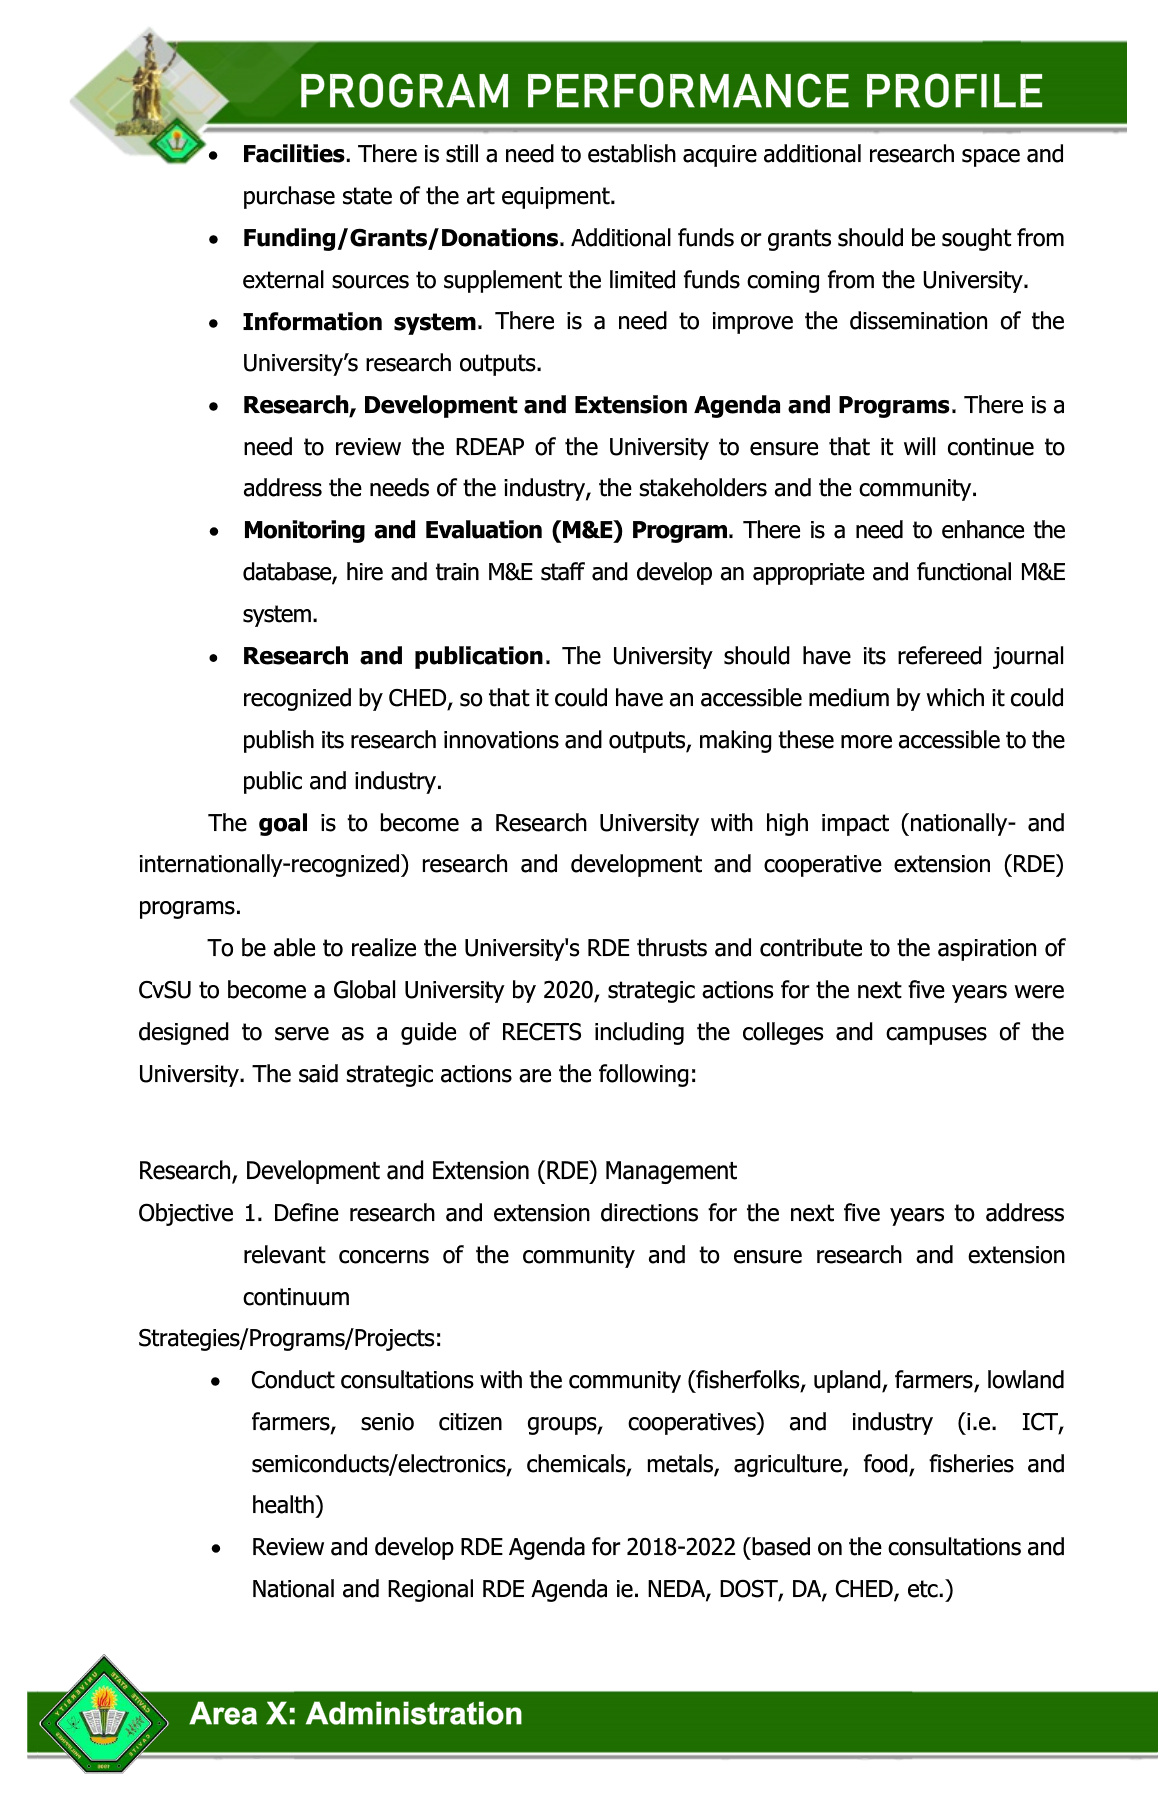 PROGRAM PERFORMANCE PROFILE
• Facilities. There is still a need to establish acquire additional research space and
purchase state of the art equipment.
• Funding/Grants/Donations. Additional funds or grants should be sought from
external sources to supplement the limited funds coming from the University.
• Information system. There is a need to improve the dissemination of the
University’s research outputs.
• Research, Development and Extension Agenda and Programs. There is a
need to review the RDEAP of the University to ensure that it will continue to
address the needs of the industry, the stakeholders and the community.
• Monitoring and Evaluation (M&E) Program. There is a need to enhance the
database, hire and train M&E staff and develop an appropriate and functional M&E
system.
• Research and publication. The University should have its refereed journal
recognized by CHED, so that it could have an accessible medium by which it could
publish its research innovations and outputs, making these more accessible to the
public and industry.
The goal is to become a Research University with high impact (nationally- and
internationally-recognized) research and development and cooperative extension (RDE)
programs.
To be able to realize the University's RDE thrusts and contribute to the aspiration of
CvSU to become a Global University by 2020, strategic actions for the next five years were
designed to serve as a guide of RECETS including the colleges and campuses of the
University. The said strategic actions are the following:
Research, Development and Extension (RDE) Management
Objective 1. Define research and extension directions for the next five years to address
relevant concerns of the community and to ensure research and extension
continuum
Strategies/Programs/Projects:
• Conduct consultations with the community (fisherfolks, upland, farmers, lowland
farmers, senio citizen groups, cooperatives) and industry (i.e. ICT,
semiconducts/electronics, chemicals, metals, agriculture, food, fisheries and
health)
• Review and develop RDE Agenda for 2018-2022 (based on the consultations and
National and Regional RDE Agenda ie. NEDA, DOST, DA, CHED, etc.)
CAVITE STATE UNIVERSITY
Area X: Administration